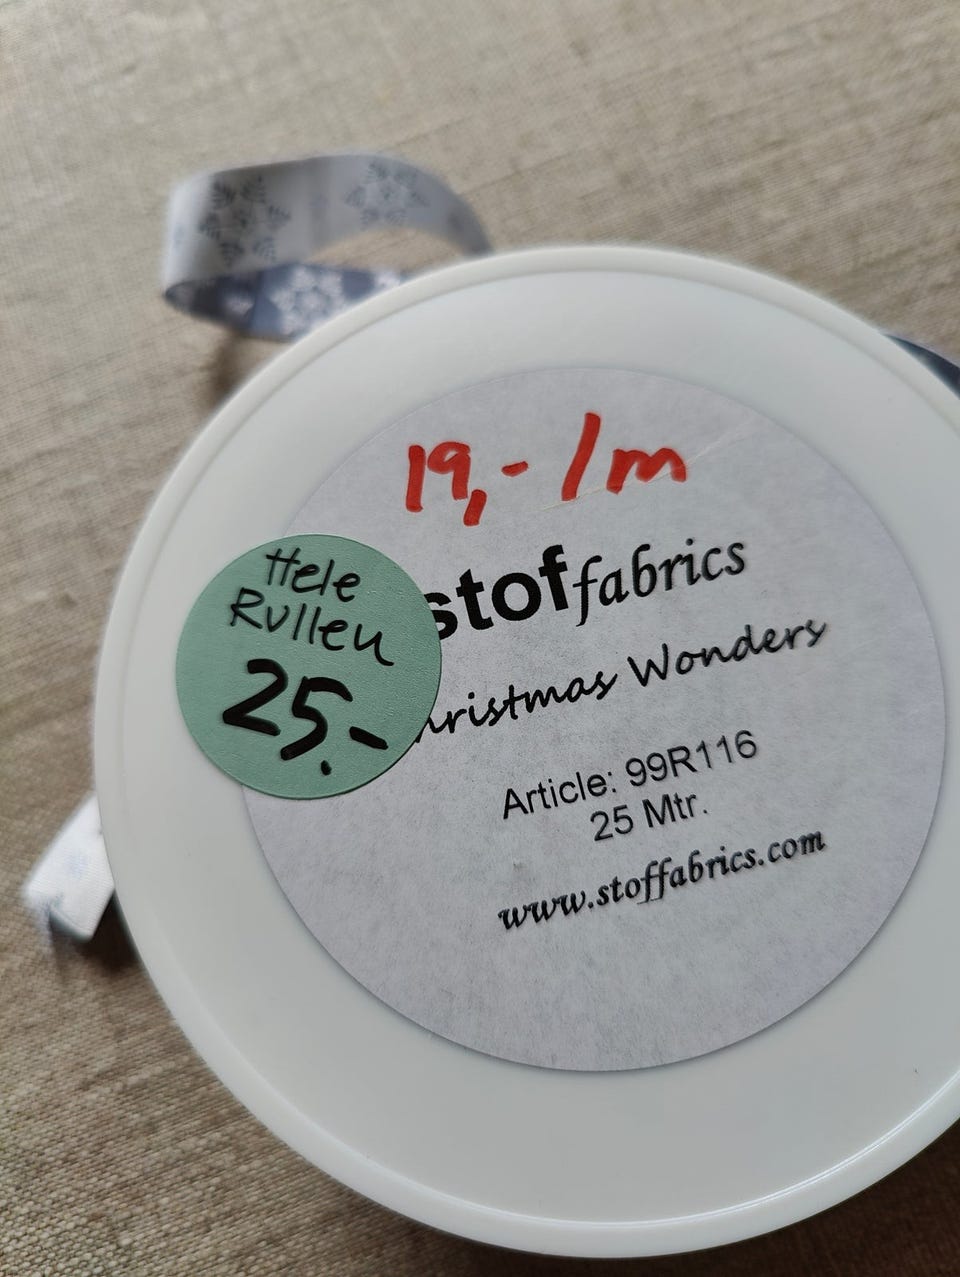 19,- /m
Hele
Rullen
25.-
stoffabrics
hristmas Wonders
Article: 99R116
25 Mtr.
www.stoffabrics.com